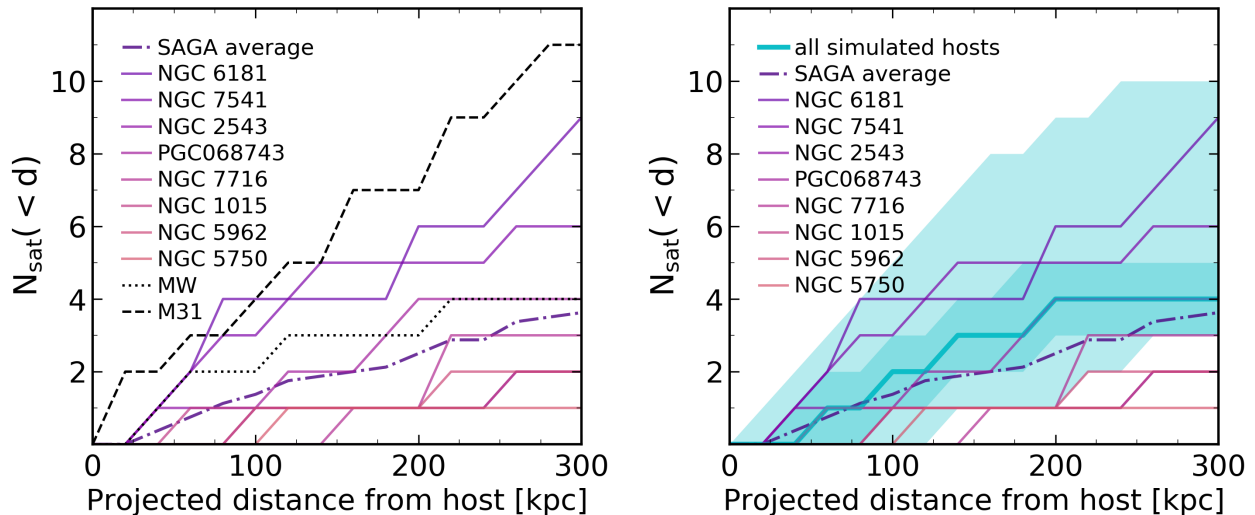 SAGA average
NGC 6181
NGC 7541
NGC 2543
PGC068743
NGC 7716
NGC 1015
NGC 5962
NGC 5750
MW
M31
10
8
6
4
2
N_sat( < d)
0
100
200
300
Projected distance from host [kpc]
all simulated hosts
SAGA average
NGC 6181
NGC 7541
NGC 2543
PGC068743
NGC 7716
NGC 1015
NGC 5962
NGC 5750
10
8
6
4
2
N_sat( < d)
0
100
200
300
Projected distance from host [kpc]